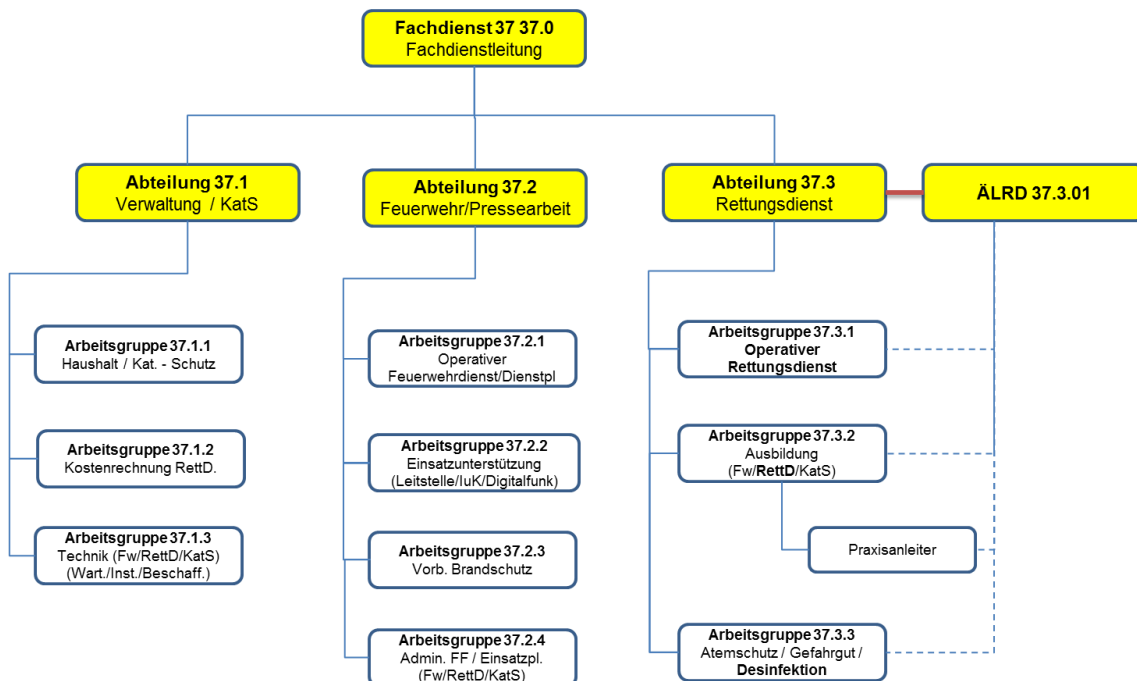 Fachdienst 37 37.0
Fachdienstleitung
Abteilung 37.1
Verwaltung / KatS
Abteilung 37.2
Feuerwehr/Pressearbeit
Abteilung 37.3
Rettungsdienst
ÄLRD 37.3.01
Arbeitsgruppe 37.1.1
Haushalt / Kat. - Schutz
Arbeitsgruppe 37.1.2
Kostenrechnung RettD.
Arbeitsgruppe 37.1.3
Technik (Fw/RettD/KatS)
(Wart./Inst./Beschaff.)
Arbeitsgruppe 37.2.1
Operativer
Feuerwehrdienst/Dienstpl
Arbeitsgruppe 37.2.2
Einsatzunterstützung
(Leitstelle/IuK/Digitalfunk)
Arbeitsgruppe 37.2.3
Vorb. Brandschutz
Arbeitsgruppe 37.2.4
Admin. FF / Einsatzpl.
(Fw/RettD/KatS)
Arbeitsgruppe 37.3.1
Operativer
Rettungsdienst
Arbeitsgruppe 37.3.2
Ausbildung
(Fw/RettD/KatS)
Praxisanleiter
Arbeitsgruppe 37.3.3
Atemschutz / Gefahrgut /
Desinfektion